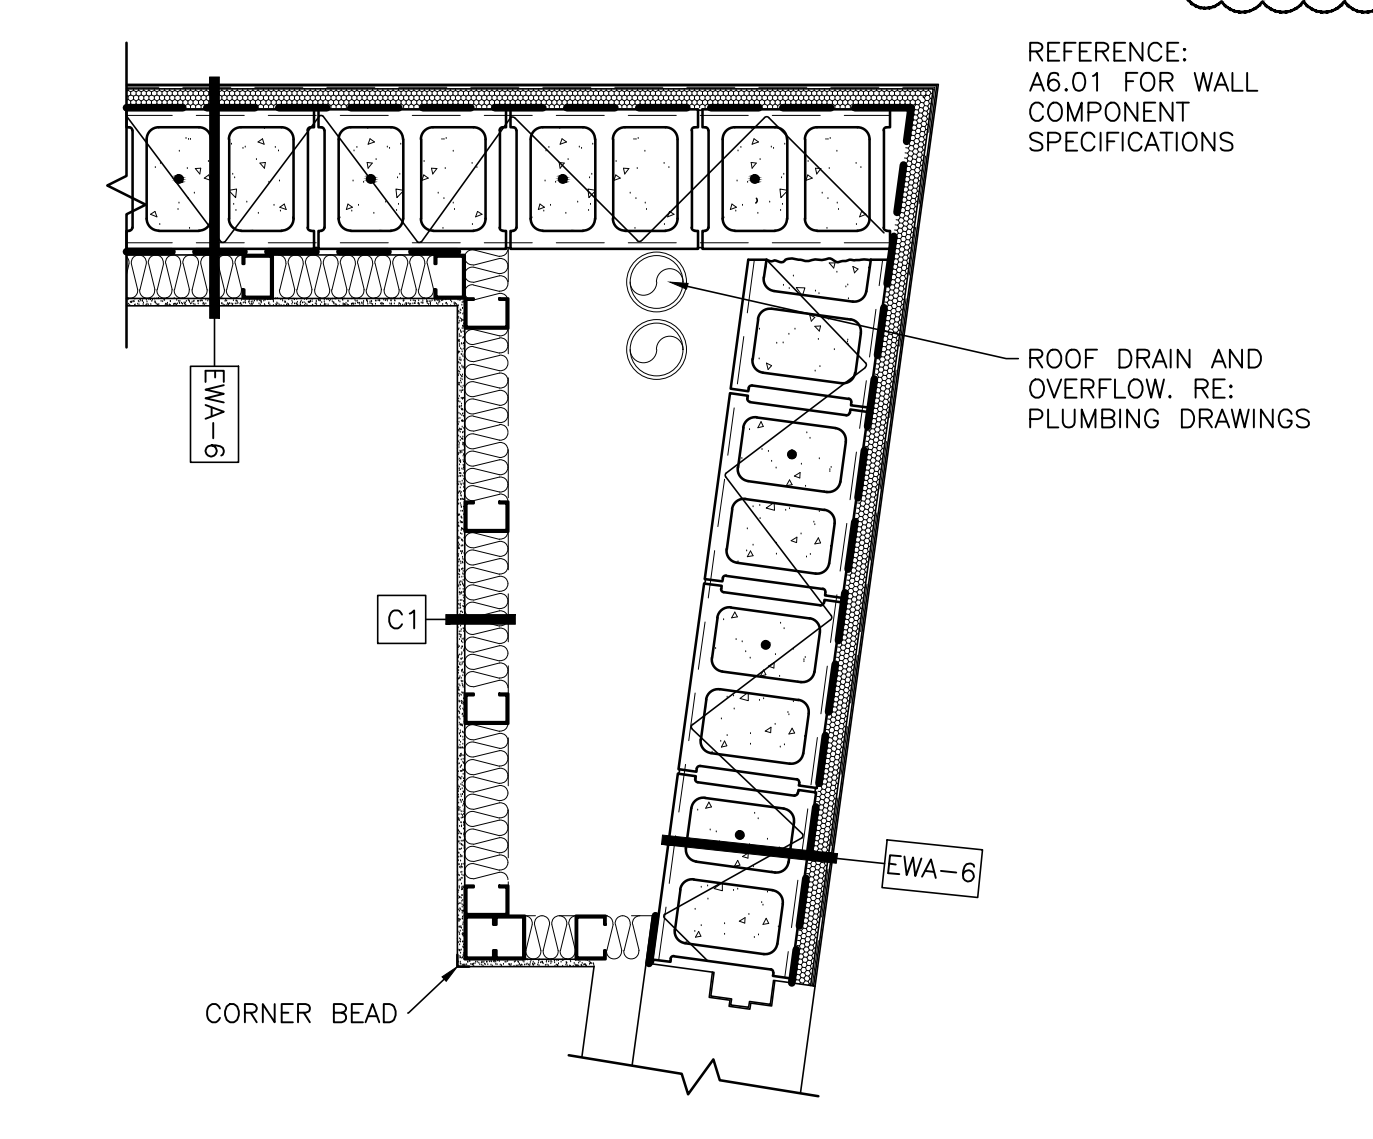 REFERENCE:
A6.01 FOR WALL
COMPONENT
SPECIFICATIONS
ROOF DRAIN AND
OVERFLOW. RE:
PLUMBING DRAWINGS
EWA-6
C1
EWA-6
CORNER BEAD